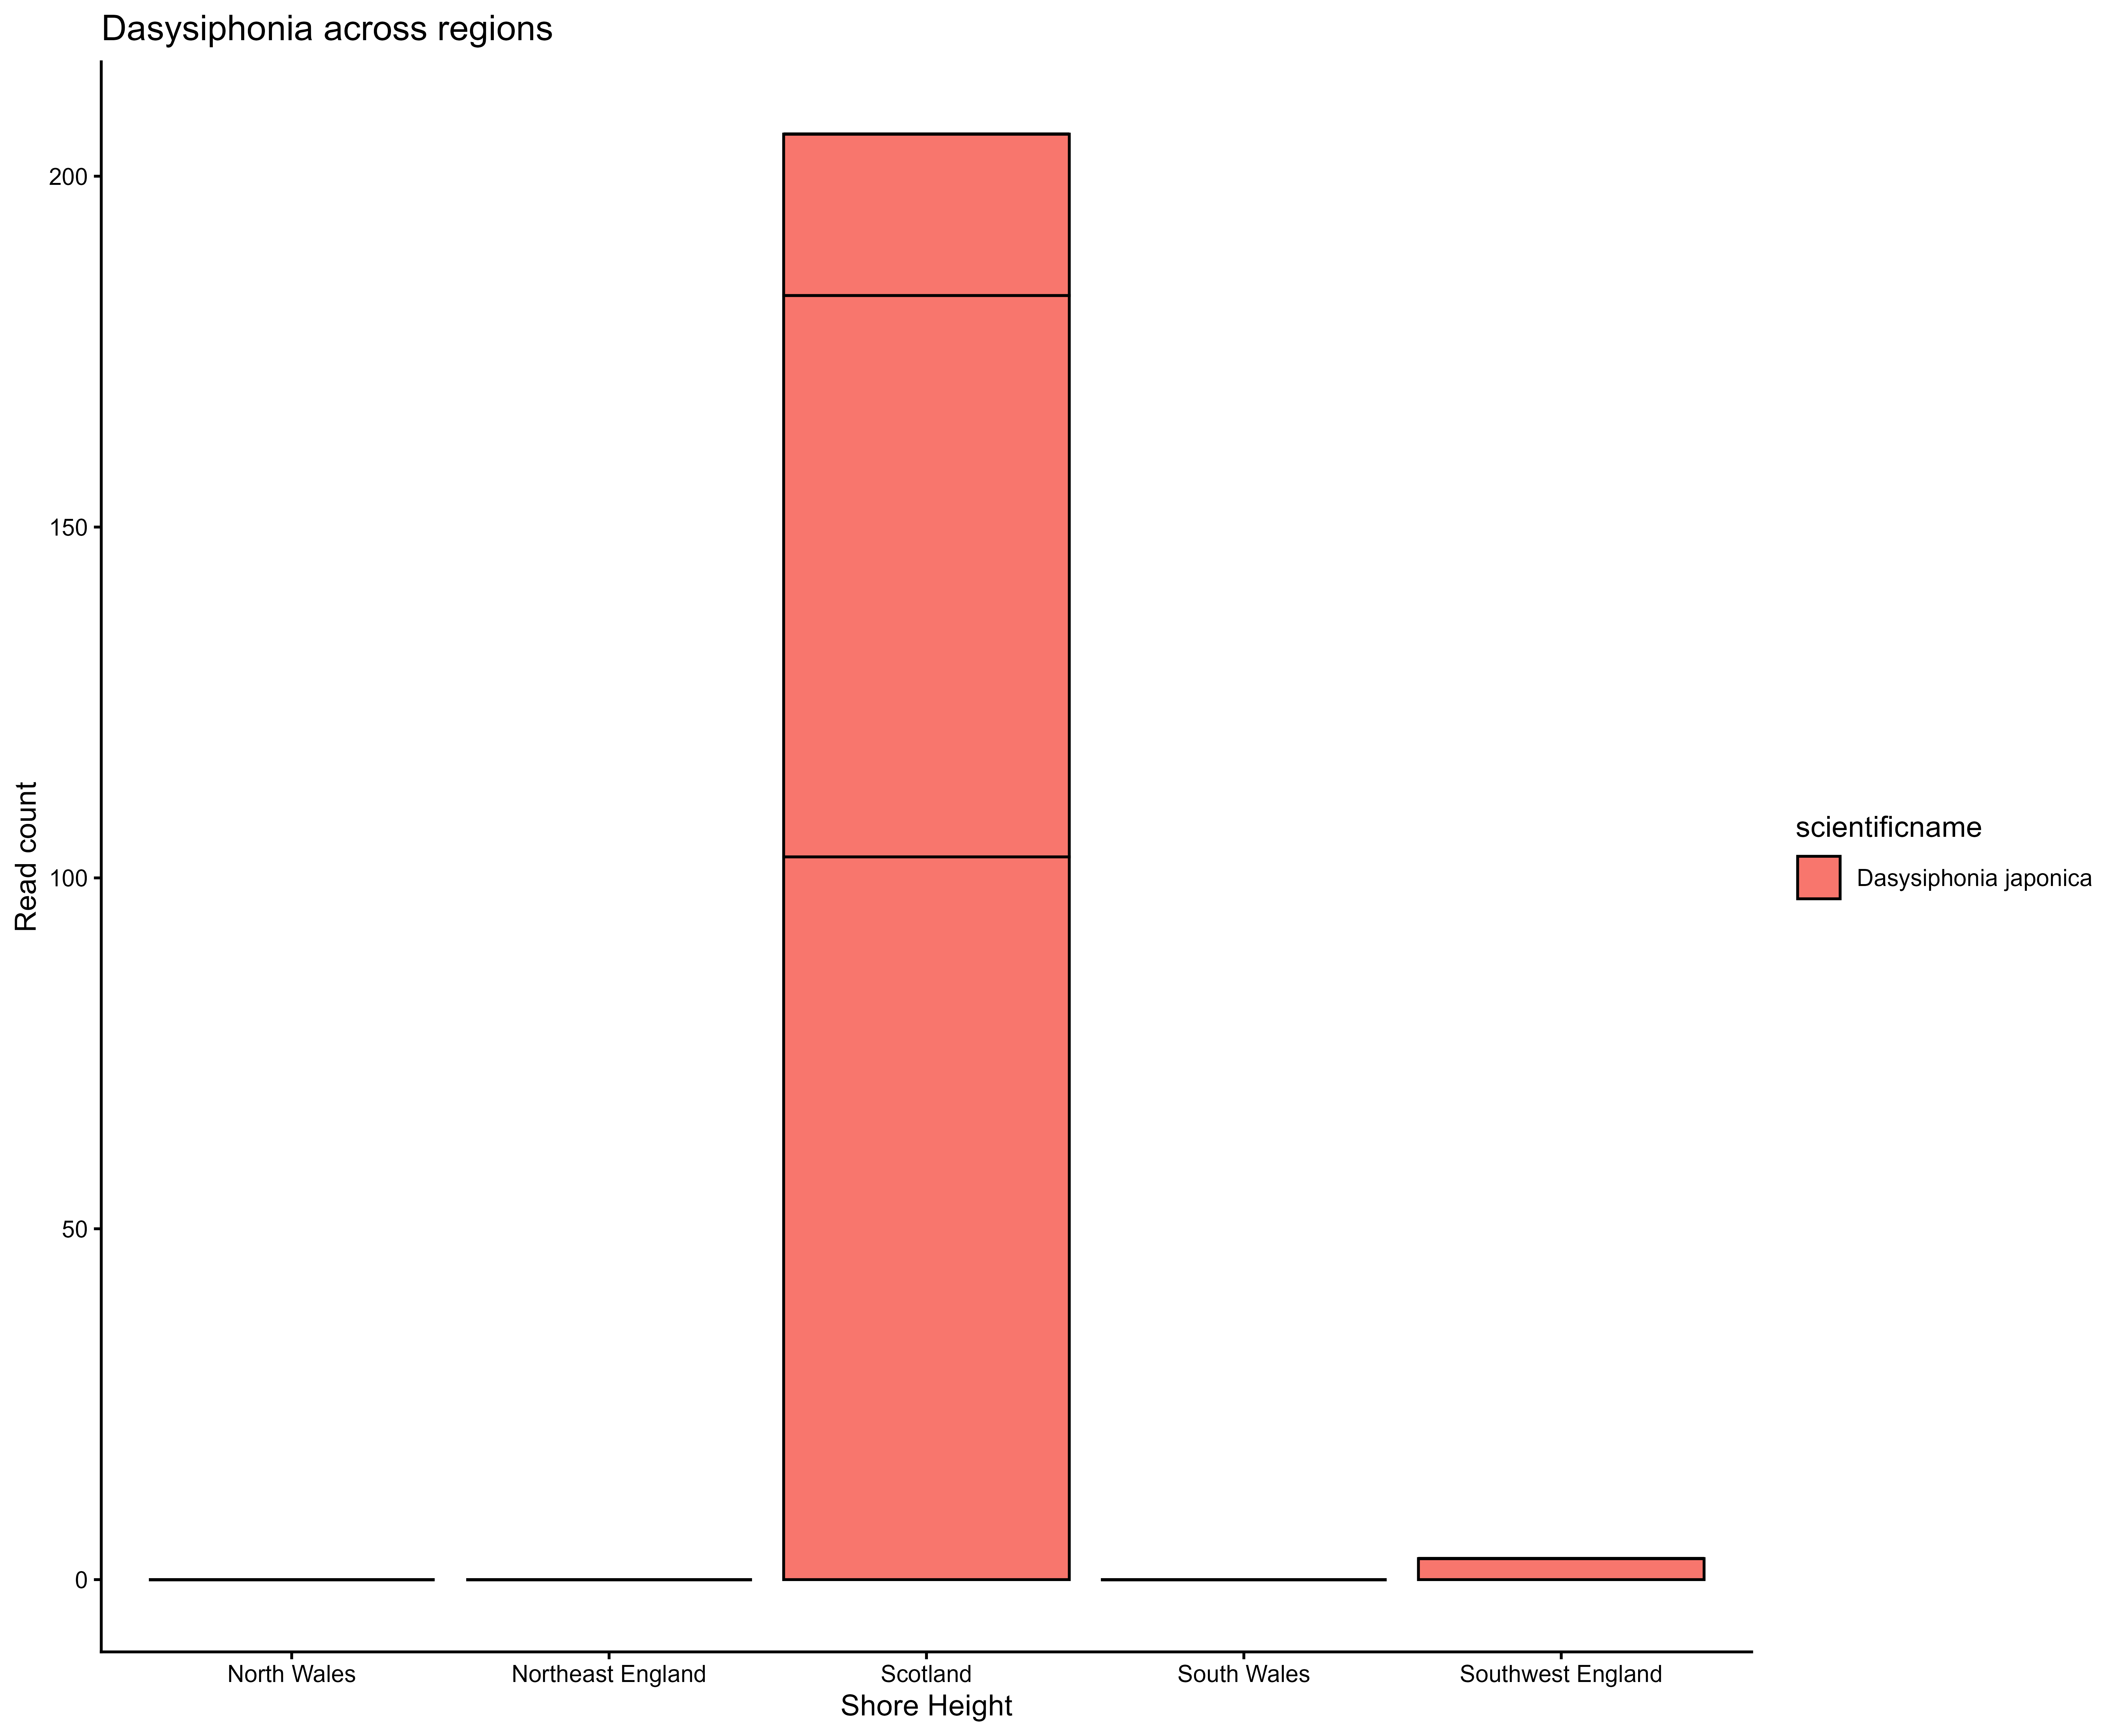 Dasysiphonia across regions
Read count
200
150
100
50
0
North Wales
Northeast England
Scotland
South Wales
Southwest England
Shore Height
scientificname
Dasysiphonia japonica